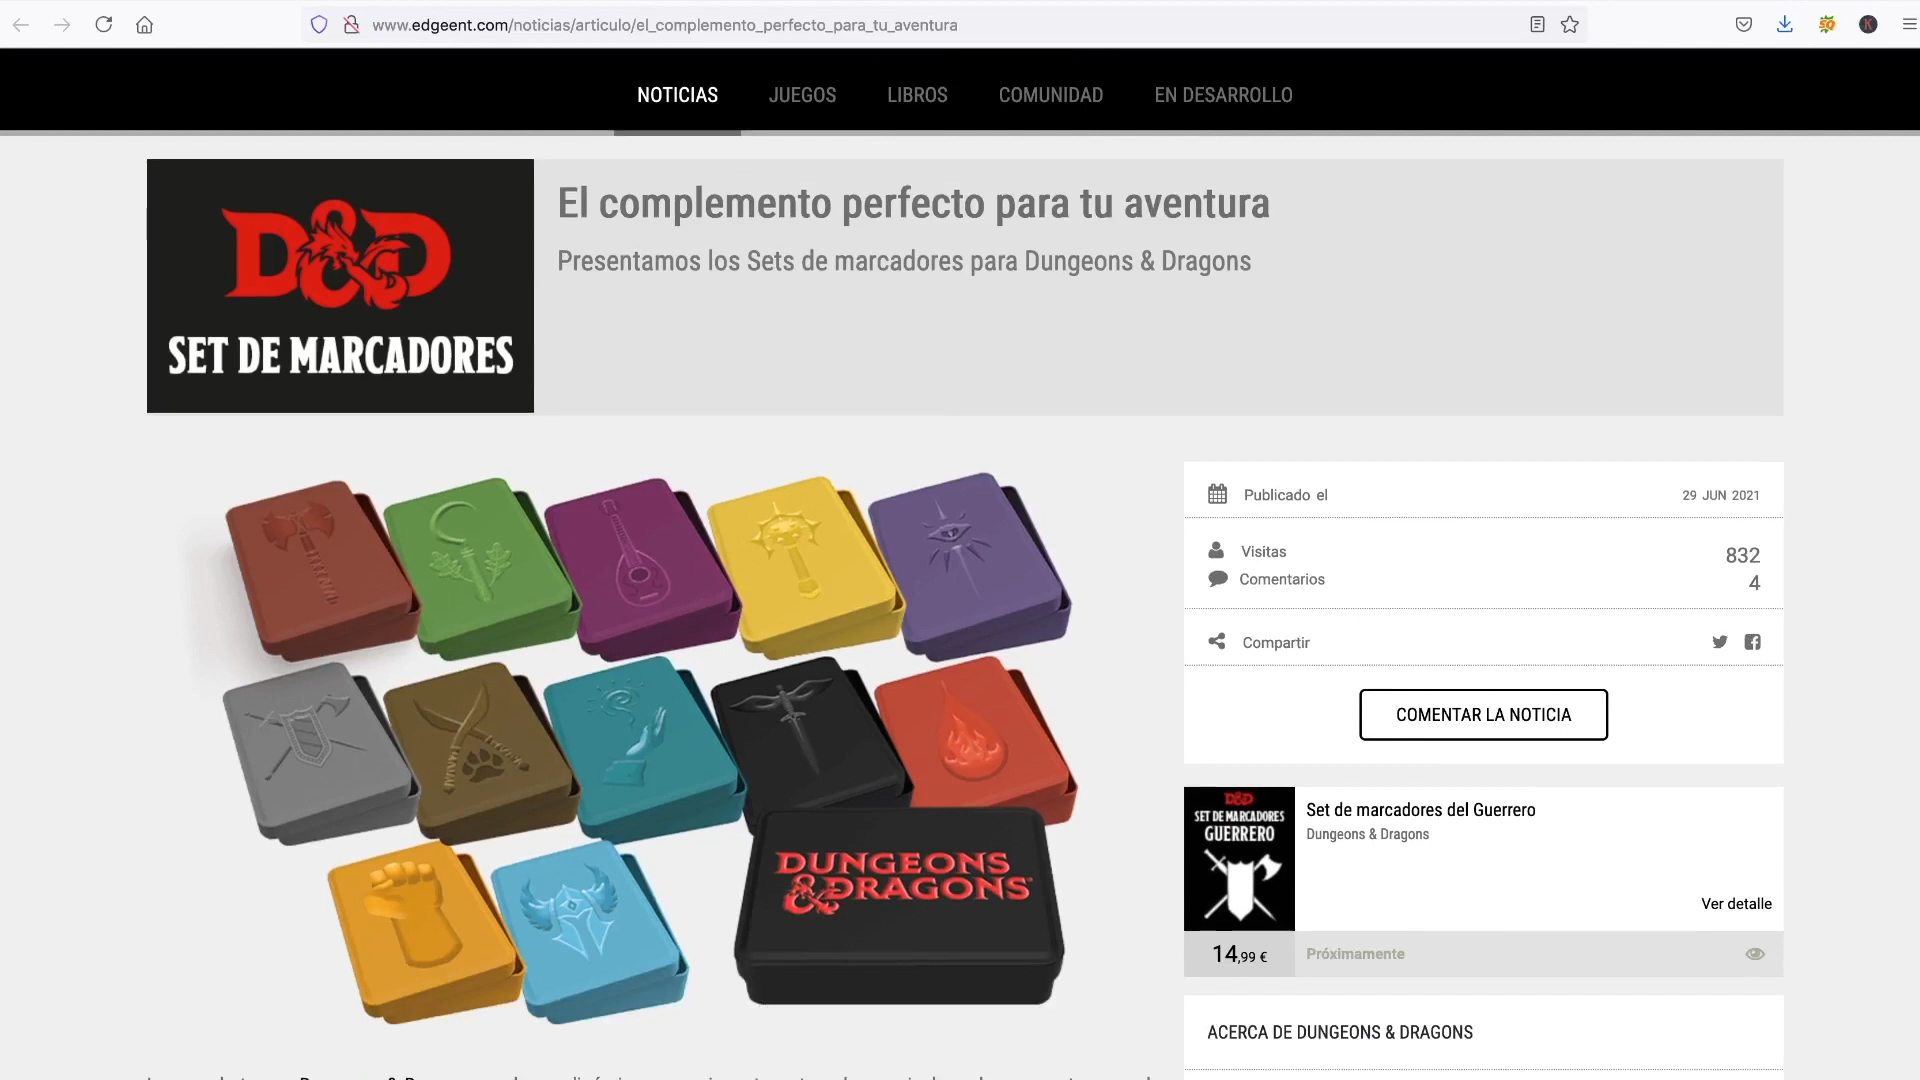 www.edgeent.com/noticias/articulo/el_complemento_perfecto_para_tu_aventura
NOTICIAS
JUEGOS
LIBROS
COMUNIDAD
EN DESARROLLO
D&D
SET DE MARCADORES
El complemento perfecto para tu aventura
Presentamos los Sets de marcadores para Dungeons & Dragons
Publicado el
29 JUN 2021
Visitas
832
Comentarios
4
Compartir
COMENTAR LA NOTICIA
D&D
SET DE MARCADORES
GUERRERO
Set de marcadores del Guerrero
Dungeons & Dragons
Ver detalle
14,99 €
Próximamente
DUNGEONS
& DRAGONS
ACERCA DE DUNGEONS & DRAGONS